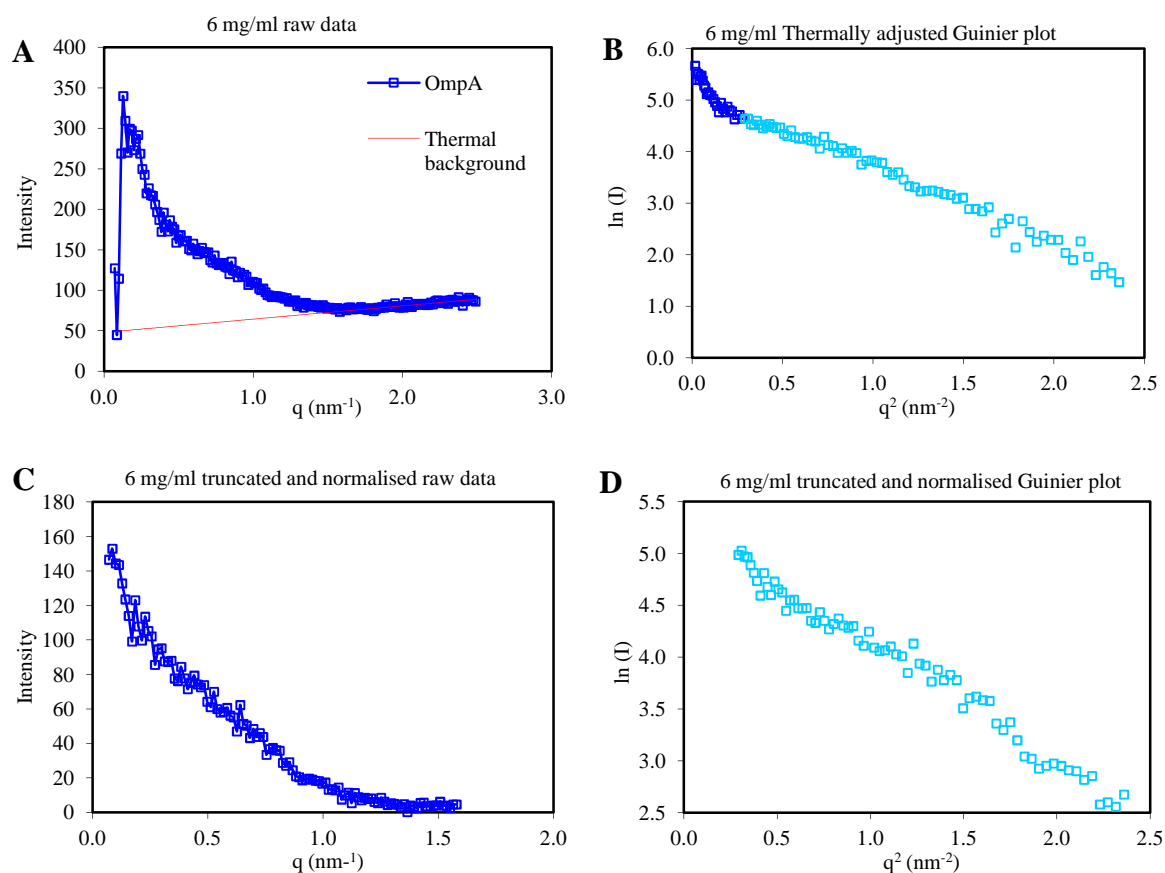 A
6 mg/ml raw data
400
350
300
250
200
150
100
50
0
Intensity
0.0 1.0 2.0 3.0
q (nm-1)
OmpA
Thermal
background
B
6 mg/ml Thermally adjusted Guinier plot
6.0
5.0
4.0
3.0
2.0
1.0
0.0
ln (I)
0.0 0.5 1.0 1.5 2.0 2.5
q2 (nm-2)
C
6 mg/ml truncated and normalised raw data
180
160
140
120
100
80
60
40
20
0
Intensity
0.0 0.5 1.0 1.5 2.0
q (nm-1)
D
6 mg/ml truncated and normalised Guinier plot
5.5
5.0
4.5
4.0
3.5
3.0
2.5
ln (I)
0.0 0.5 1.0 1.5 2.0 2.5
q2 (nm-2)